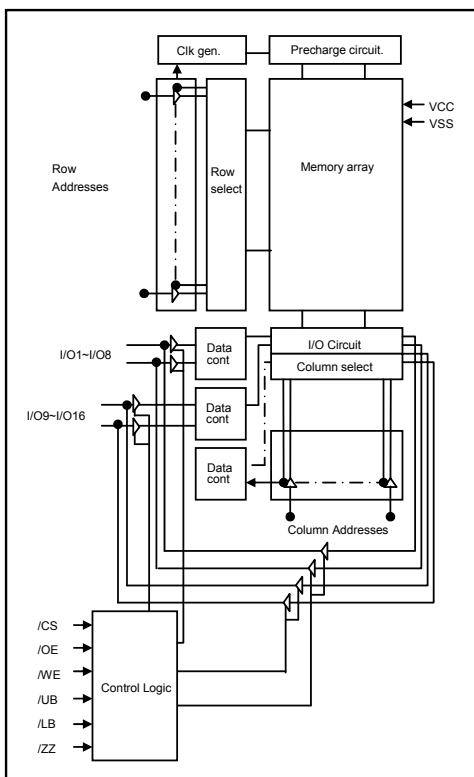 Clk gen.
Precharge circuit.
VCC
VSS
Row
Addresses
Row
select
Memory array
I/O1~I/O8
Data
cont
I/O Circuit
Column select
I/O9~I/O16
Data
cont
Data
cont
Column Addresses
/CS
/OE
/WE
/UB
/LB
/ZZ
Control Logic